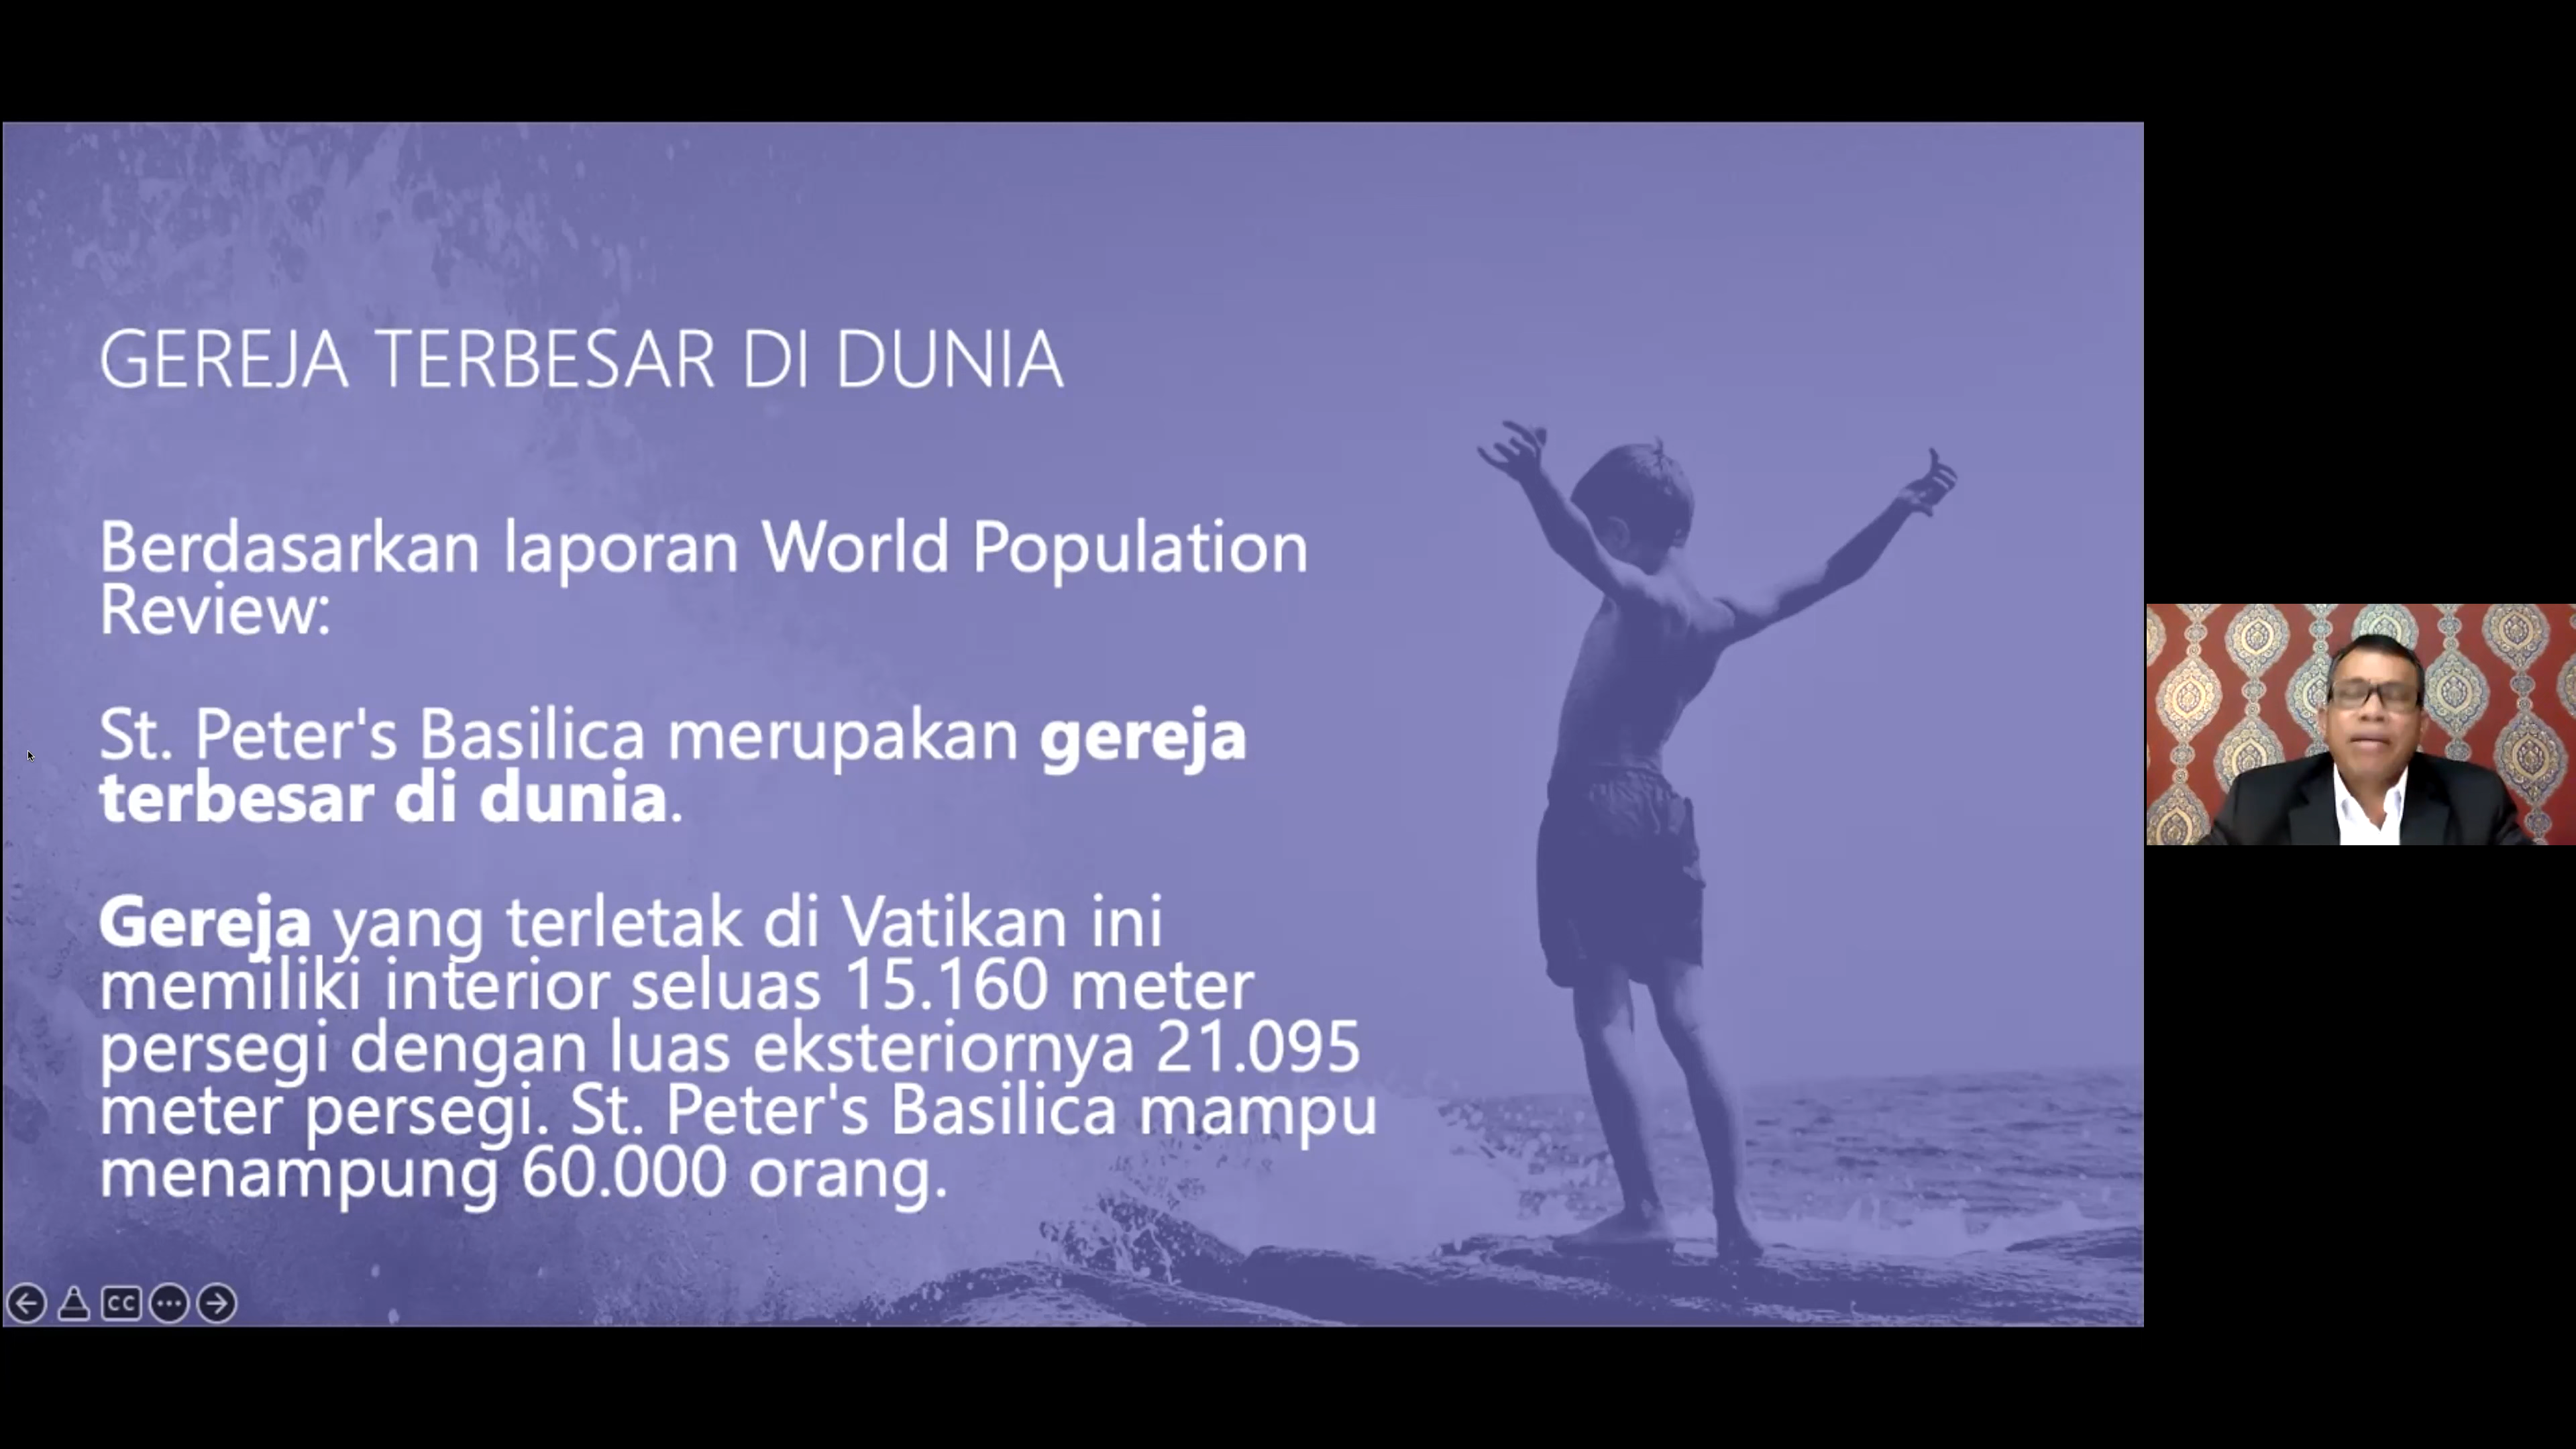 GEREJA TERBESAR DI DUNIA
Berdasarkan laporan World Population
Review:
St. Peter's Basilica merupakan gereja
terbesar di dunia.
Gereja yang terletak di Vatikan ini
memiliki interior seluas 15.160 meter
persegi dengan luas eksteriornya 21.095
meter persegi. St. Peter's Basilica mampu
menampung 60.000 orang.
CC